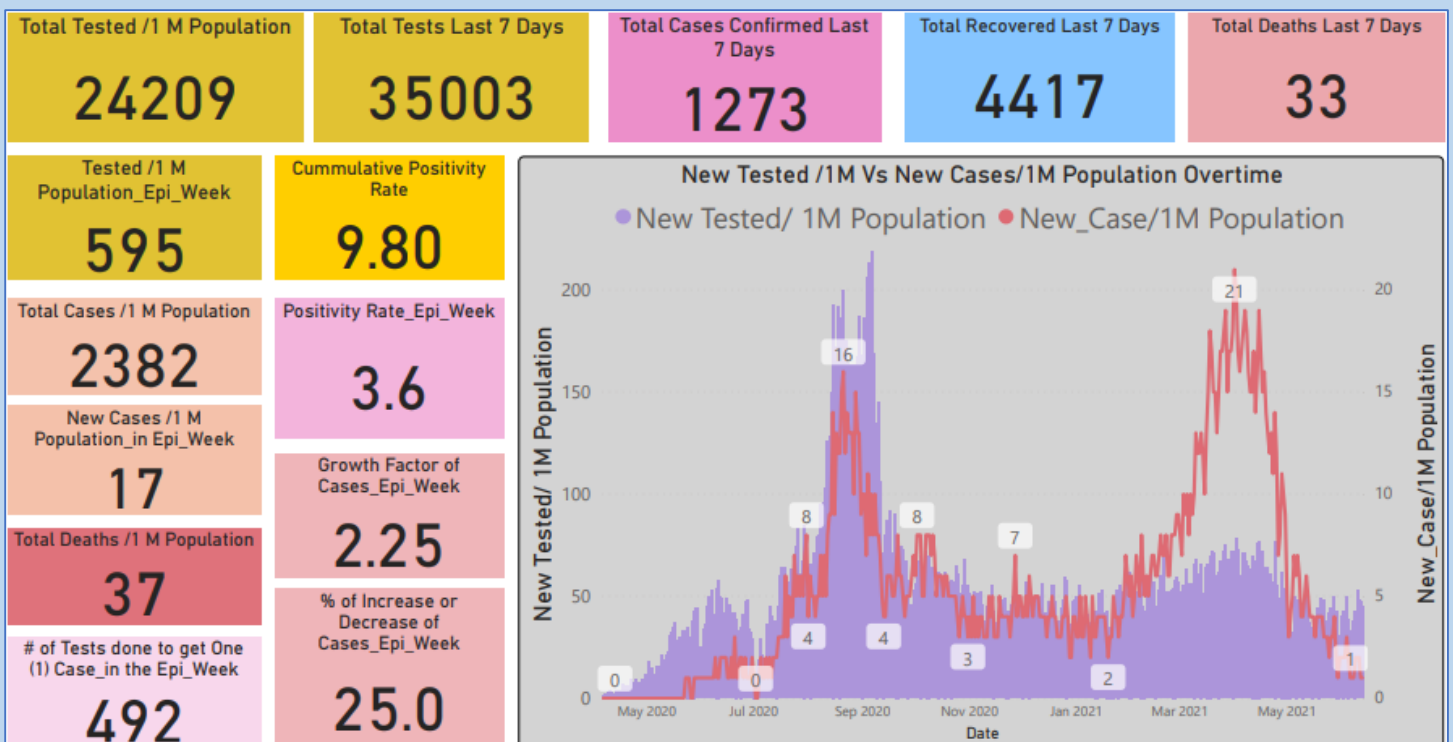 Total Tested /1 M Population
24209
Total Tests Last 7 Days
35003
Total Cases Confirmed Last
7 Days
1273
Total Recovered Last 7 Days
4417
Total Deaths Last 7 Days
33
Tested /1 M
Population_Epi_Week
595
Cummulative Positivity
Rate
9.80
Total Cases /1 M Population
2382
Positivity Rate_Epi_Week
3.6
New Cases /1 M
Population_in Epi_Week
17
Growth Factor of
Cases_Epi_Week
2.25
Total Deaths /1 M Population
37
% of Increase or
Decrease of
Cases_Epi_Week
25.0
# of Tests done to get One
(1) Case_in the Epi_Week
492
New Tested /1M Vs New Cases/1M Population Overtime
New Tested/ 1M Population
New_Case/1M Population
New Tested/ 1M Population
200
150
100
50
0
0
0
8
4
16
4
8
3
7
2
21
1
20
15
10
5
0
New_Case/1M Population
May 2020
Jul 2020
Sep 2020
Nov 2020
Jan 2021
Mar 2021
May 2021
Date